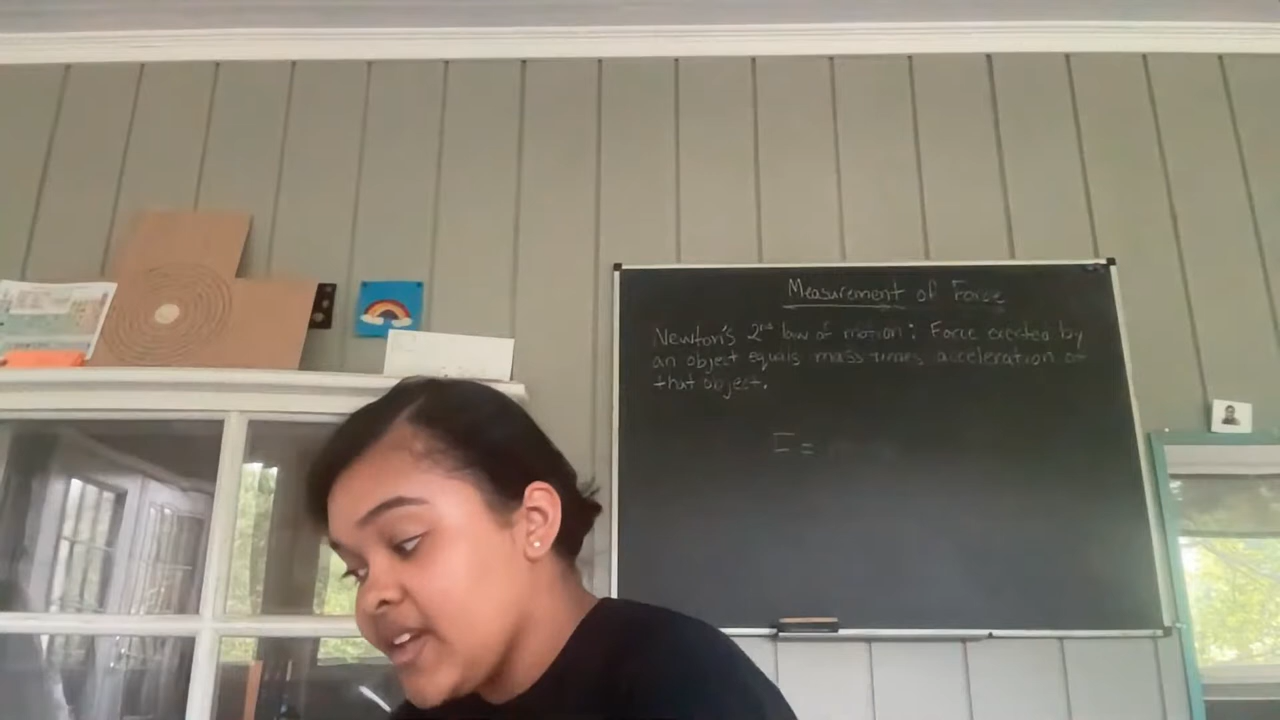 Measurement of Force
Newton's 2nd law of motion: Force exerted by
an object equals mass times acceleration of
that object.
F =